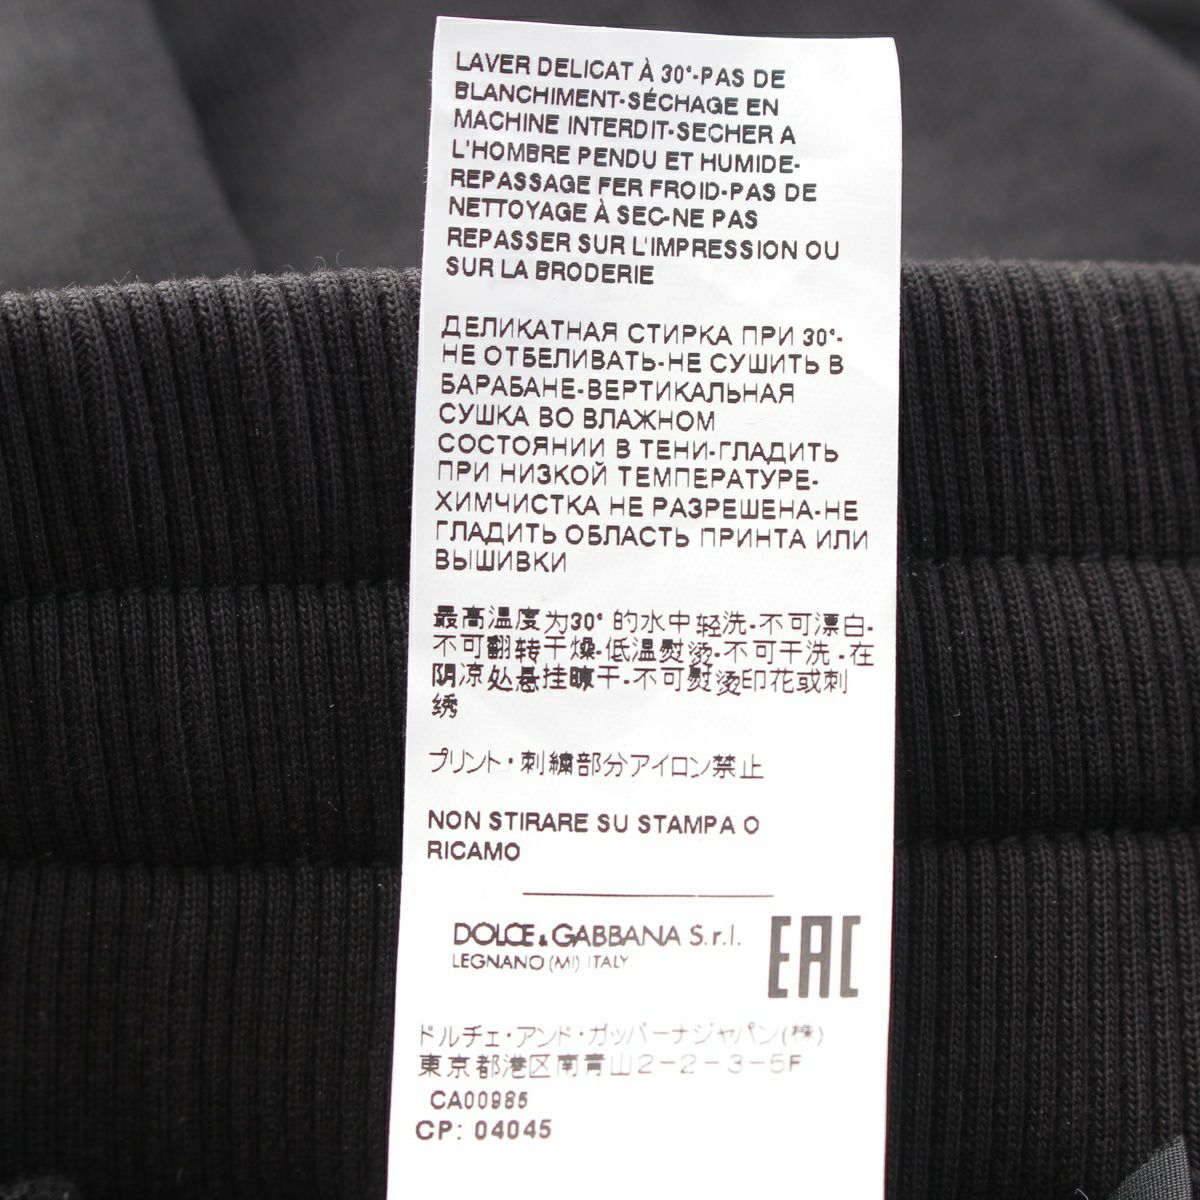 LAVER DELICAT À 30°-PAS DE
BLANCHIMENT-SÉCHAGE EN
MACHINE INTERDIT-SECHER A
L'HOMBRE PENDU ET HUMIDE-
REPASSAGE FER FROID-PAS DE
NETTOYAGE À SEC-NE PAS
REPASSER SUR L'IMPRESSION OU
SUR LA BRODERIE
ДЕЛИКАТНАЯ СТИРКА ПРИ 30°-
НЕ ОТБЕЛИВАТЬ-НЕ СУШИТЬ В
БАРАБАНЕ-ВЕРТИКАЛЬНАЯ
СУШКА ВО ВЛАЖНОМ
СОСТОЯНИИ В ТЕНИ-ГЛАДИТЬ
ПРИ НИЗКОЙ ТЕМПЕРАТУРЕ-
ХИМЧИСТКА НЕ РАЗРЕШЕНА-НЕ
ГЛАДИТЬ ОБЛАСТЬ ПРИНТА ИЛИ
ВЫШИВКИ
最高温度为30°的水中轻洗-不可漂白-
不可翻转干燥-低温熨烫-不可干洗-在
阴凉处悬挂晾干-不可熨烫印花或刺
绣
プリント・刺繍部分アイロン禁止
NON STIRARE SU STAMPA O
RICAMO
DOLCE & GABBANA S.r.l.
LEGNANO (MI) ITALY
EAC
ドルチェ・アンド・ガッバーナジャパン(株)
東京都港区南青山2-2-3-5F
CA00985
CP: 04045